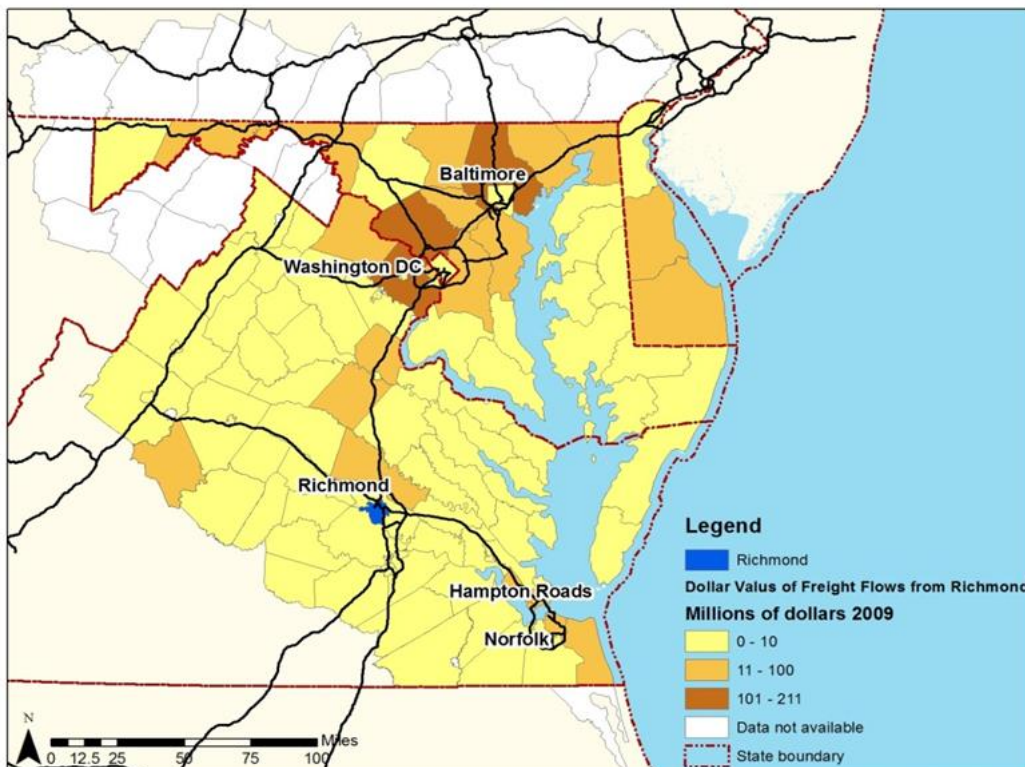 Baltimore
Washington DC
Richmond
Hampton Roads
Norfolk
Legend
Richmond
Dollar Valus of Freight Flows from Richmond
Millions of dollars 2009
0 - 10
11 - 100
101 - 211
Data not available
State boundary
N
Miles
0 12.5 25 50 75 100